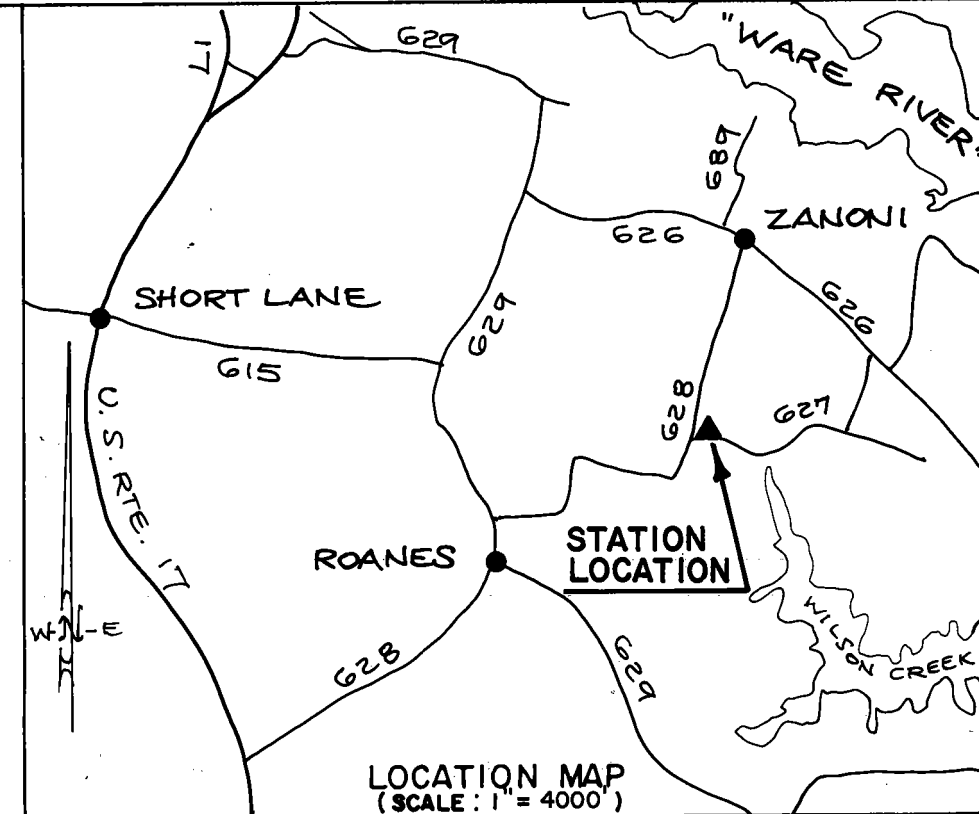 17
629
"WARE RIVER"
689
ZANONI
626
626
SHORT LANE
629
615
628
627
U.S. RTE. 17
STATION
LOCATION
ROANES
W-N-E
WILSON CREEK
628
629
LOCATION MAP
(SCALE: 1" = 4000')